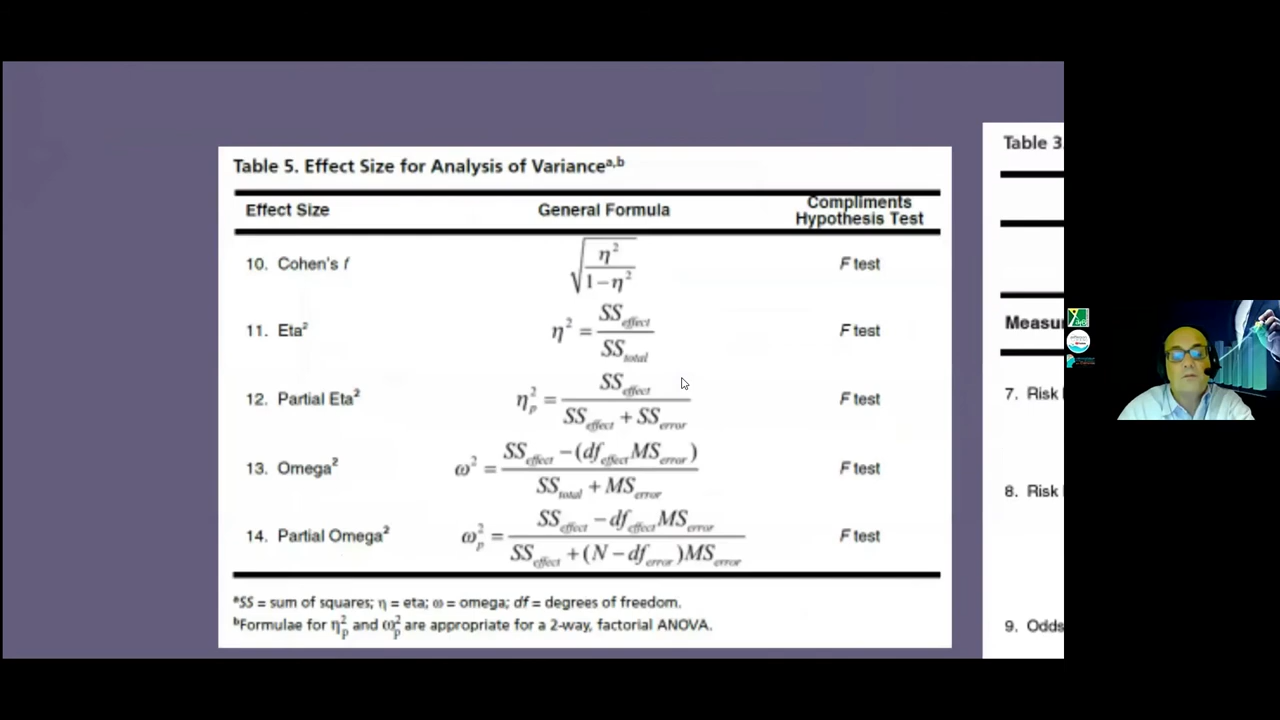 Table 5. Effect Size for Analysis of Variance^a,b
Effect Size General Formula Compliments Hypothesis Test
10. Cohen's f √(η² / (1 − η²)) F test
11. Eta² η² = SS_effect / SS_total F test
12. Partial Eta² η_p² = SS_effect / (SS_effect + SS_error) F test
13. Omega² ω² = (SS_effect − (df_effect MS_error)) / (SS_total + MS_error) F test
14. Partial Omega² ω_p² = (SS_effect − df_effect MS_error) / (SS_effect + (N − df_error)MS_error) F test
^aSS = sum of squares; η = eta; ω = omega; df = degrees of freedom.
^bFormulae for η_p² and ω_p² are appropriate for a 2-way, factorial ANOVA.
Table 3
Measu
7. Risk
8. Risk
9. Odds